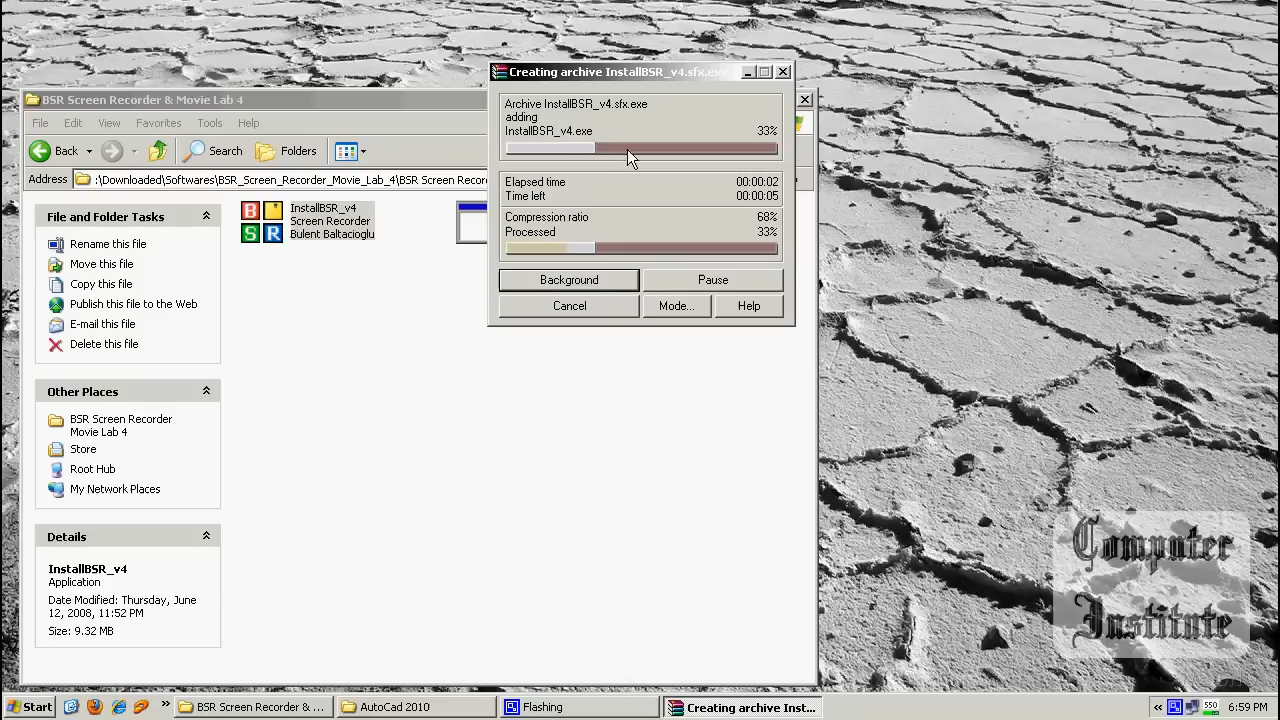 Creating archive InstallBSR_v4.sfx.exe
Archive InstallBSR_v4.sfx.exe
adding
InstallBSR_v4.exe 33%
Elapsed time 00:00:02
Time left 00:00:05
Compression ratio 68%
Processed 33%
Background Pause
Cancel Mode... Help
BSR Screen Recorder & Movie Lab 4
File Edit View Favorites Tools Help
Back Search Folders
Address :\Downloaded\Softwares\BSR_Screen_Recorder_Movie_Lab_4\BSR Screen Recor
File and Folder Tasks
Rename this file
Move this file
Copy this file
Publish this file to the Web
E-mail this file
Delete this file
Other Places
BSR Screen Recorder
Movie Lab 4
Store
Root Hub
My Network Places
Details
InstallBSR_v4
Application
Date Modified: Thursday, June
12, 2008, 11:52 PM
Size: 9.32 MB
B
S R
InstallBSR_v4
Screen Recorder
Bulent Baltacioglu
Computer
Institute
Start BSR Screen Recorder & ... AutoCad 2010 Flashing Creating archive Inst... 550 6:59 PM